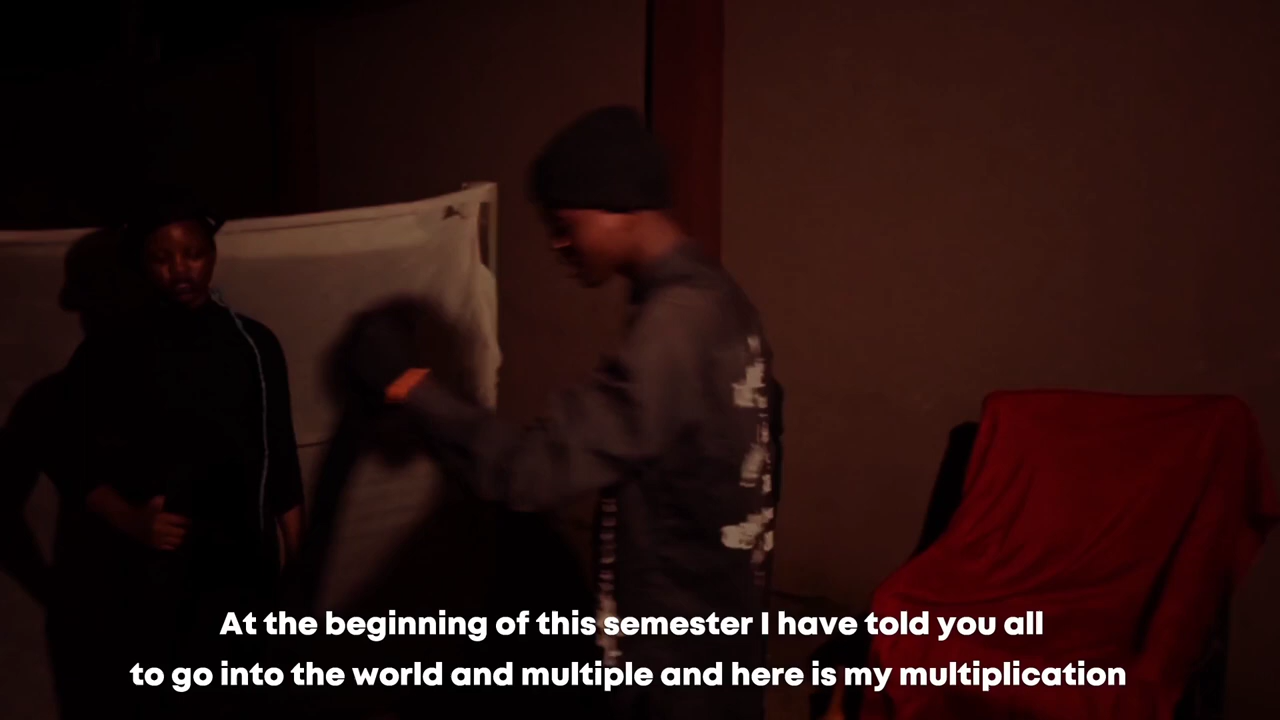 At the beginning of this semester I have told you all
to go into the world and multiple and here is my multiplication